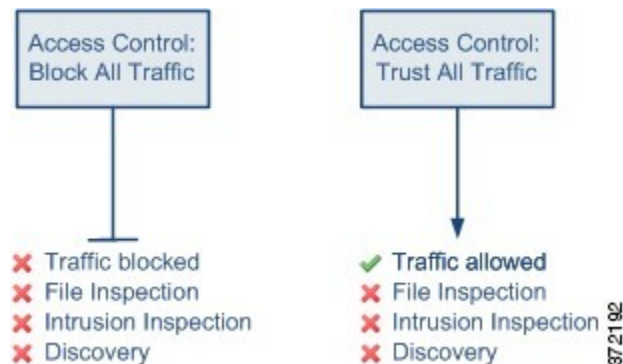 Access Control:
Block All Traffic
Traffic blocked
File Inspection
Intrusion Inspection
Discovery
Access Control:
Trust All Traffic
Traffic allowed
File Inspection
Intrusion Inspection
Discovery
372192